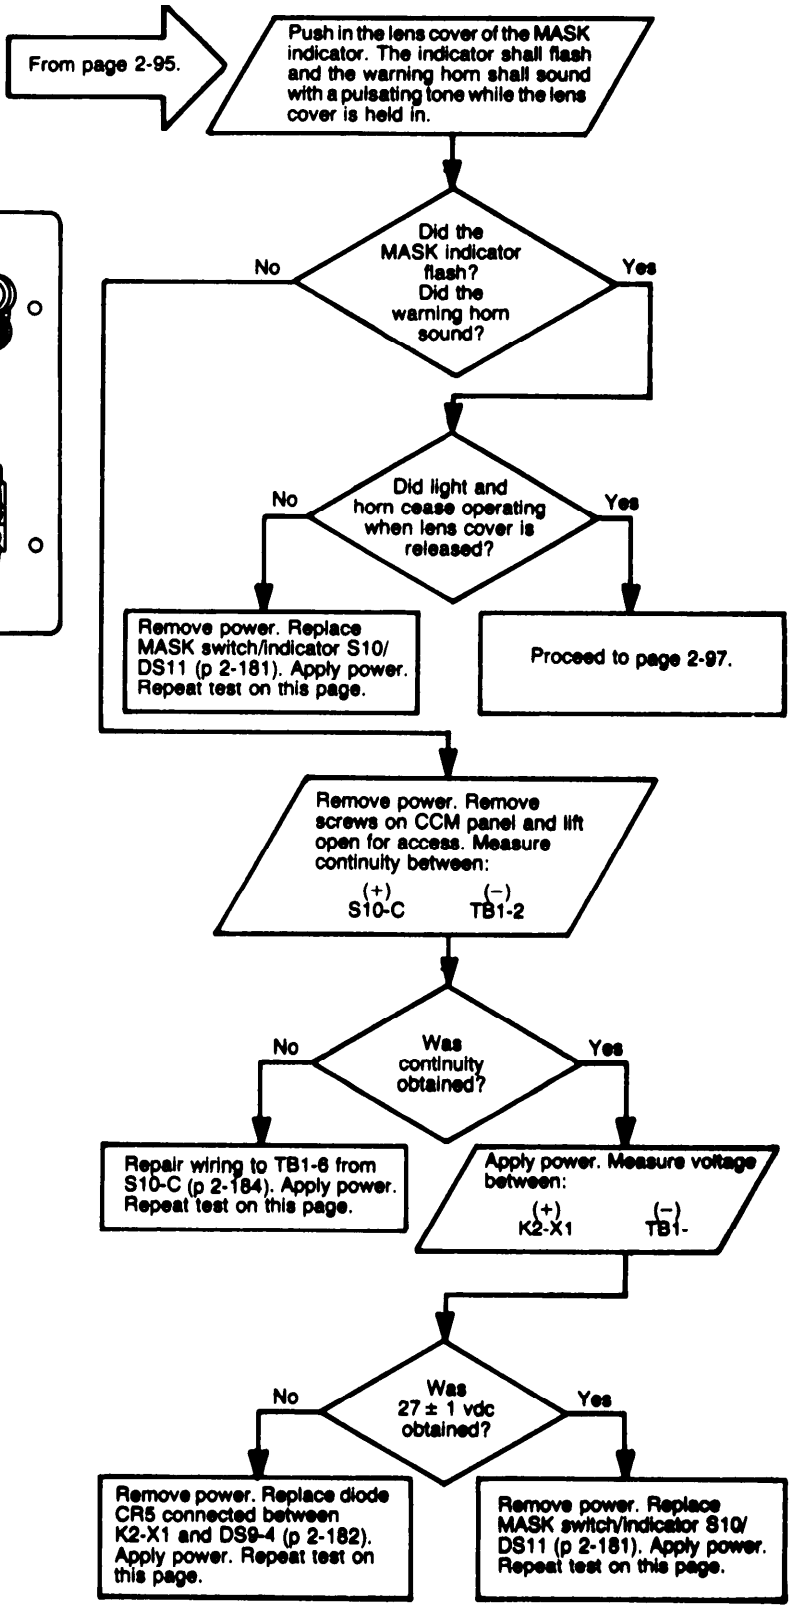 From page 2-95.
Push in the lens cover of the MASK
indicator. The indicator shall flash
and the warning horn shall sound
with a pulsating tone while the lens
cover is held in.
Did the
MASK indicator
flash?
Did the
warning horn
sound?
No
Yes
Did light and
horn cease operating
when lens cover is
released?
No
Yes
Remove power. Replace
MASK switch/indicator S10/
DS11 (p 2-181). Apply power.
Repeat test on this page.
Proceed to page 2-97.
Remove power. Remove
screws on CCM panel and lift
open for access. Measure
continuity between:
(+) (−)
S10-C TB1-2
Was
continuity
obtained?
No
Yes
Repair wiring to TB1-6 from
S10-C (p 2-184). Apply power.
Repeat test on this page.
Apply power. Measure voltage
between:
(+) (−)
K2-X1 TB1-
Was
27 ± 1 vdc
obtained?
No
Yes
Remove power. Replace diode
CR5 connected between
K2-X1 and DS9-4 (p 2-182).
Apply power. Repeat test on
this page.
Remove power. Replace
MASK switch/indicator S10/
DS11 (p 2-181). Apply power.
Repeat test on this page.